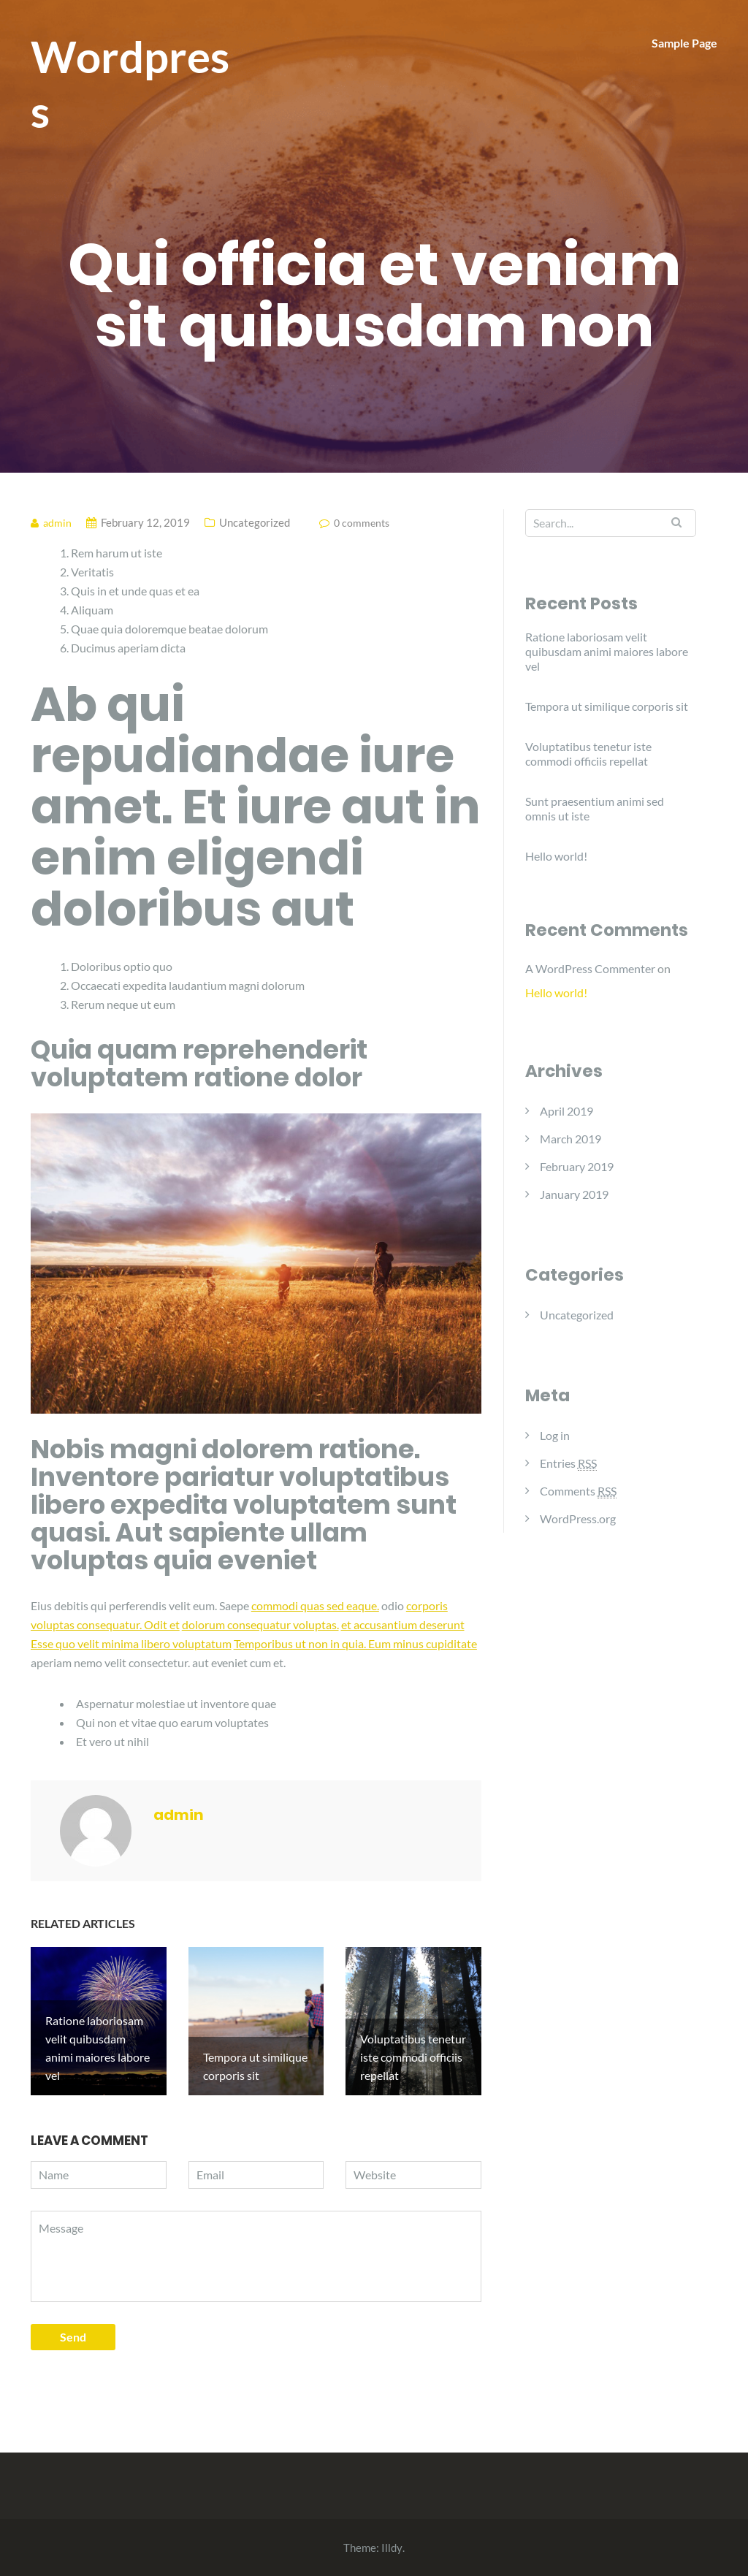 Wordpres
s
Sample Page
Qui officia et veniam
sit quibusdam non
admin February 12, 2019 Uncategorized 0 comments
1. Rem harum ut iste
2. Veritatis
3. Quis in et unde quas et ea
4. Aliquam
5. Quae quia doloremque beatae dolorum
6. Ducimus aperiam dicta
Ab qui
repudiandae iure
amet. Et iure aut in
enim eligendi
doloribus aut
1. Doloribus optio quo
2. Occaecati expedita laudantium magni dolorum
3. Rerum neque ut eum
Quia quam reprehenderit
voluptatem ratione dolor
Nobis magni dolorem ratione.
Inventore pariatur voluptatibus
libero expedita voluptatem sunt
quasi. Aut sapiente ullam
voluptas quia eveniet
Eius debitis qui perferendis velit eum. Saepe commodi quas sed eaque. odio corporis
voluptas consequatur. Odit et dolorum consequatur voluptas. et accusantium deserunt
Esse quo velit minima libero voluptatum Temporibus ut non in quia. Eum minus cupiditate
aperiam nemo velit consectetur. aut eveniet cum et.
• Aspernatur molestiae ut inventore quae
• Qui non et vitae quo earum voluptates
• Et vero ut nihil
admin
RELATED ARTICLES
Ratione laboriosam
velit quibusdam
animi maiores labore
vel
Tempora ut similique
corporis sit
Voluptatibus tenetur
iste commodi officiis
repellat
LEAVE A COMMENT
Name
Email
Website
Message
Send
Search...
Recent Posts
Ratione laboriosam velit
quibusdam animi maiores labore
vel
Tempora ut similique corporis sit
Voluptatibus tenetur iste
commodi officiis repellat
Sunt praesentium animi sed
omnis ut iste
Hello world!
Recent Comments
A WordPress Commenter on
Hello world!
Archives
April 2019
March 2019
February 2019
January 2019
Categories
Uncategorized
Meta
Log in
Entries RSS
Comments RSS
WordPress.org
Theme: Illdy.